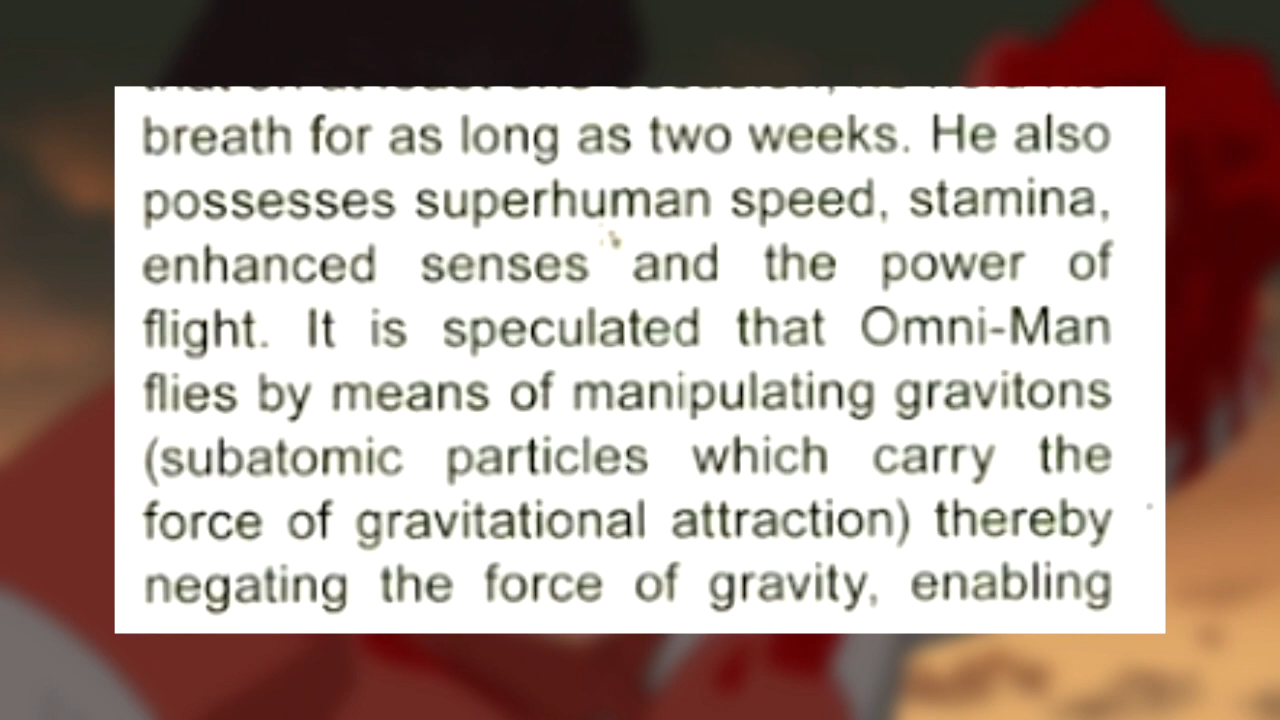 breath for as long as two weeks. He also
possesses superhuman speed, stamina,
enhanced senses and the power of
flight. It is speculated that Omni-Man
flies by means of manipulating gravitons
(subatomic particles which carry the
force of gravitational attraction) thereby
negating the force of gravity, enabling